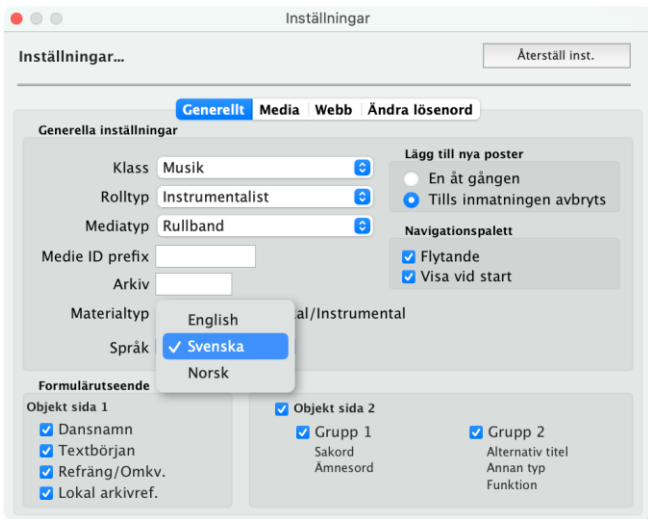 Inställningar
Inställningar...
Återställ inst.
Generellt Media Webb Ändra lösenord
Generella inställningar
Klass Musik
Rolltyp Instrumentalist
Mediatyp Rullband
Medie ID prefix
Arkiv
Materialtyp al/Instrumental
Språk
English
Svenska
Norsk
Lägg till nya poster
En åt gången
Tills inmatningen avbryts
Navigationspalett
Flytande
Visa vid start
Formulärutseende
Objekt sida 1
Dansnamn
Textbörjan
Refräng/Omkv.
Lokal arkivref.
Objekt sida 2
Grupp 1
Sakord
Ämnesord
Grupp 2
Alternativ titel
Annan typ
Funktion